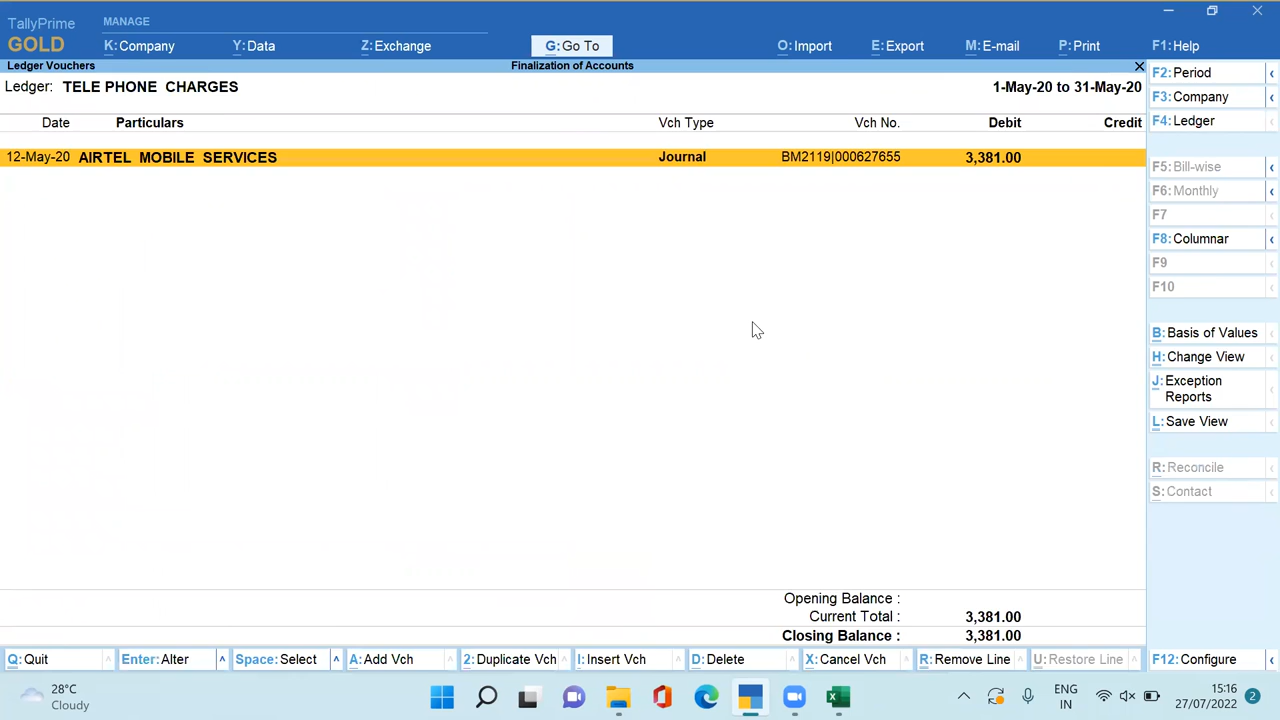 TallyPrime
GOLD
MANAGE
K:Company Y:Data Z:Exchange G:Go To O:Import E:Export M:E-mail P:Print F1:Help
Ledger Vouchers Finalization of Accounts
Ledger: TELE PHONE CHARGES 1-May-20 to 31-May-20
Date Particulars Vch Type Vch No. Debit Credit
12-May-20 AIRTEL MOBILE SERVICES Journal BM2119|000627655 3,381.00
Opening Balance :
Current Total : 3,381.00
Closing Balance : 3,381.00
F2:Period
F3:Company
F4:Ledger
F5:Bill-wise
F6:Monthly
F7
F8:Columnar
F9
F10
B:Basis of Values
H:Change View
J:Exception
Reports
L:Save View
R:Reconcile
S:Contact
Q:Quit Enter:Alter Space:Select A:Add Vch 2:Duplicate Vch I:Insert Vch D:Delete X:Cancel Vch R:Remove Line U:Restore Line F12:Configure
28°C
Cloudy
ENG
IN
15:16
27/07/2022
2